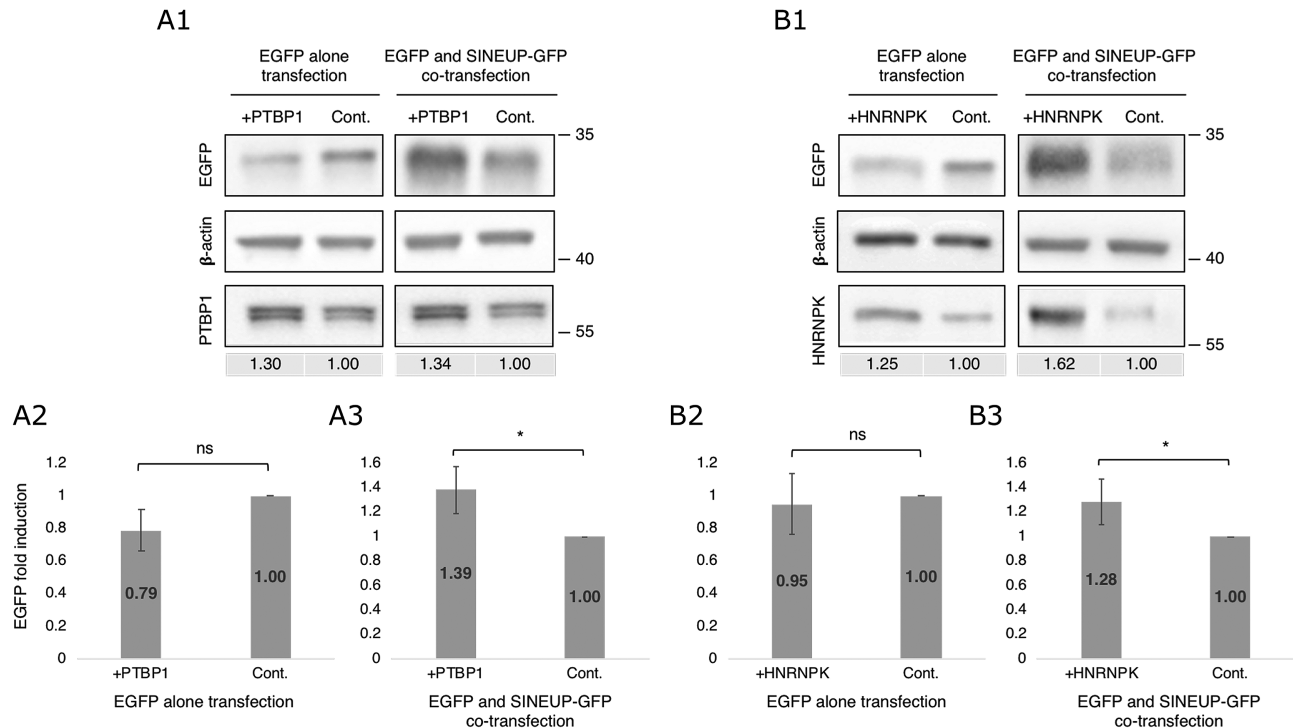 A1
EGFP alone
transfection
EGFP and SINEUP-GFP
co-transfection
+PTBP1 Cont. +PTBP1 Cont.
EGFP
35
β-actin
40
PTBP1
55
1.30 1.00 1.34 1.00
B1
EGFP alone
transfection
EGFP and SINEUP-GFP
co-transfection
+HNRNPK Cont. +HNRNPK Cont.
EGFP
35
β-actin
40
HNRNPK
55
1.25 1.00 1.62 1.00
A2
EGFP fold induction
ns
1.2
1
0.8
0.6
0.4
0.2
0
0.79
1.00
+PTBP1 Cont.
EGFP alone transfection
A3
*
1.6
1.4
1.2
1
0.8
0.6
0.4
0.2
0
1.39
1.00
+PTBP1 Cont.
EGFP and SINEUP-GFP
co-transfection
B2
ns
1.2
1
0.8
0.6
0.4
0.2
0
0.95
1.00
+HNRNPK Cont.
EGFP alone transfection
B3
*
1.6
1.4
1.2
1
0.8
0.6
0.4
0.2
0
1.28
1.00
+HNRNPK Cont.
EGFP and SINEUP-GFP
co-transfection